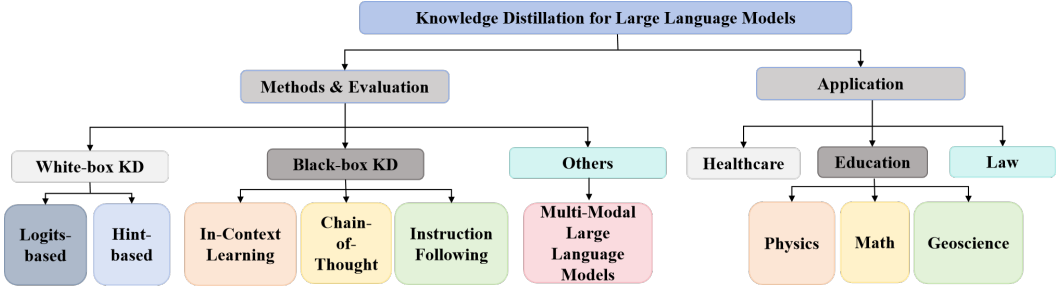 Knowledge Distillation for Large Language Models
Methods & Evaluation
Application
White-box KD
Black-box KD
Others
Healthcare
Education
Law
Logits-
based
Hint-
based
In-Context
Learning
Chain-
of-
Thought
Instruction
Following
Multi-Modal
Large
Language
Models
Physics
Math
Geoscience